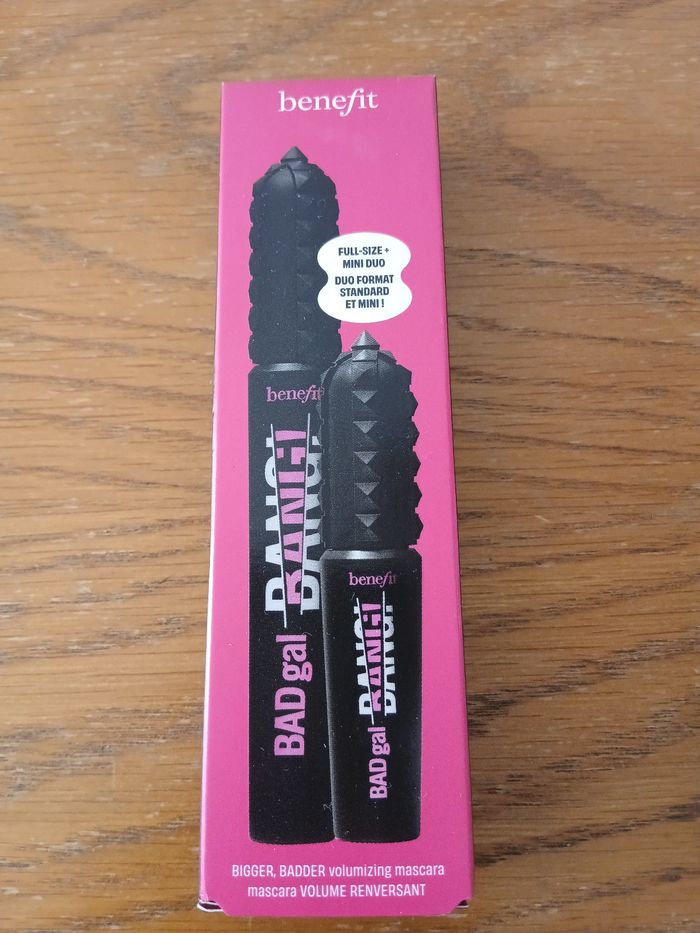 benefit
FULL-SIZE +
MINI DUO
DUO FORMAT
STANDARD
ET MINI !
benefit
BAD gal BANG!
benefit
BAD gal BANG!
BIGGER, BADDER volumizing mascara
mascara VOLUME RENVERSANT